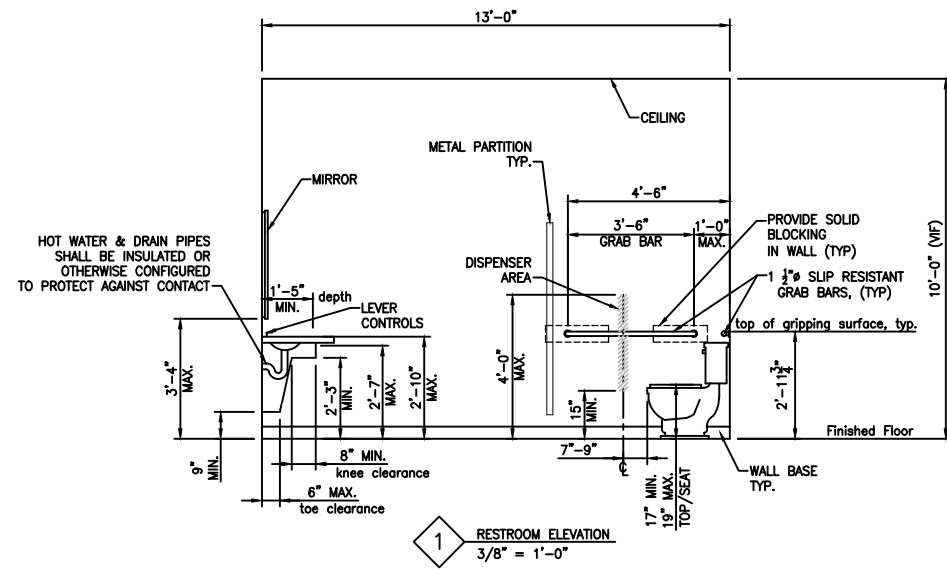 13'-0"
CEILING
METAL PARTITION
TYP.
MIRROR
4'-6"
3'-6"
GRAB BAR
1'-0"
MAX.
PROVIDE SOLID
BLOCKING
IN WALL (TYP)
10'-0" (VIF)
HOT WATER & DRAIN PIPES
SHALL BE INSULATED OR
OTHERWISE CONFIGURED
TO PROTECT AGAINST CONTACT
DISPENSER
AREA
1 1/2"ø SLIP RESISTANT
GRAB BARS, (TYP)
1'-5" depth
MIN.
LEVER
CONTROLS
top of gripping surface, typ.
3'-4"
MAX.
2'-3"
MIN.
2'-7"
MAX.
2'-10"
MAX.
4'-0"
MAX.
15"
MIN.
2'-11 3/4"
Finished Floor
9"
MIN.
8" MIN.
knee clearance
7"-9"
℄
WALL BASE
TYP.
6" MAX.
toe clearance
17" MIN.
19" MAX.
TOP/SEAT
1
RESTROOM ELEVATION
3/8" = 1'-0"